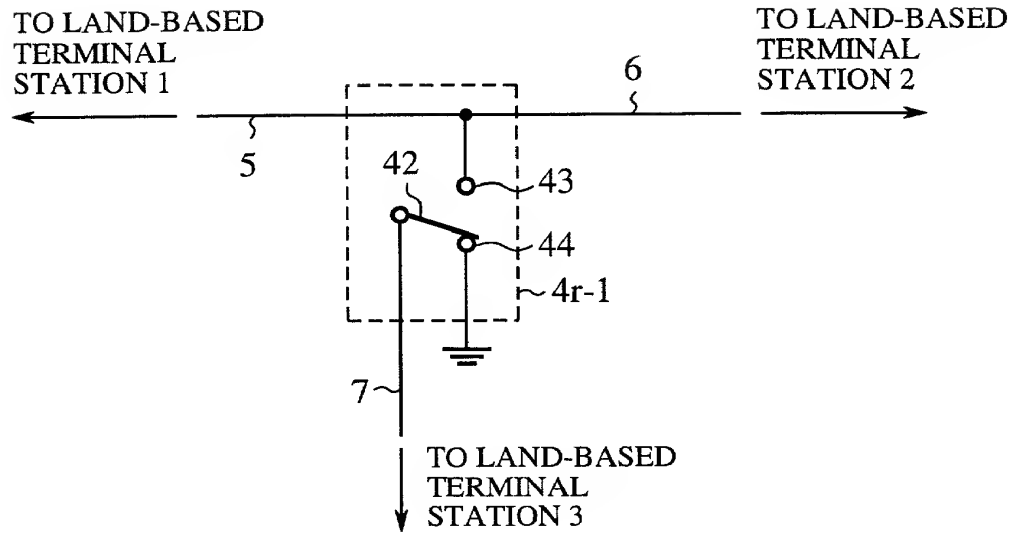 TO LAND-BASED
TERMINAL
STATION 1
TO LAND-BASED
TERMINAL
STATION 2
6
5
42
43
44
4r-1
7
TO LAND-BASED
TERMINAL
STATION 3